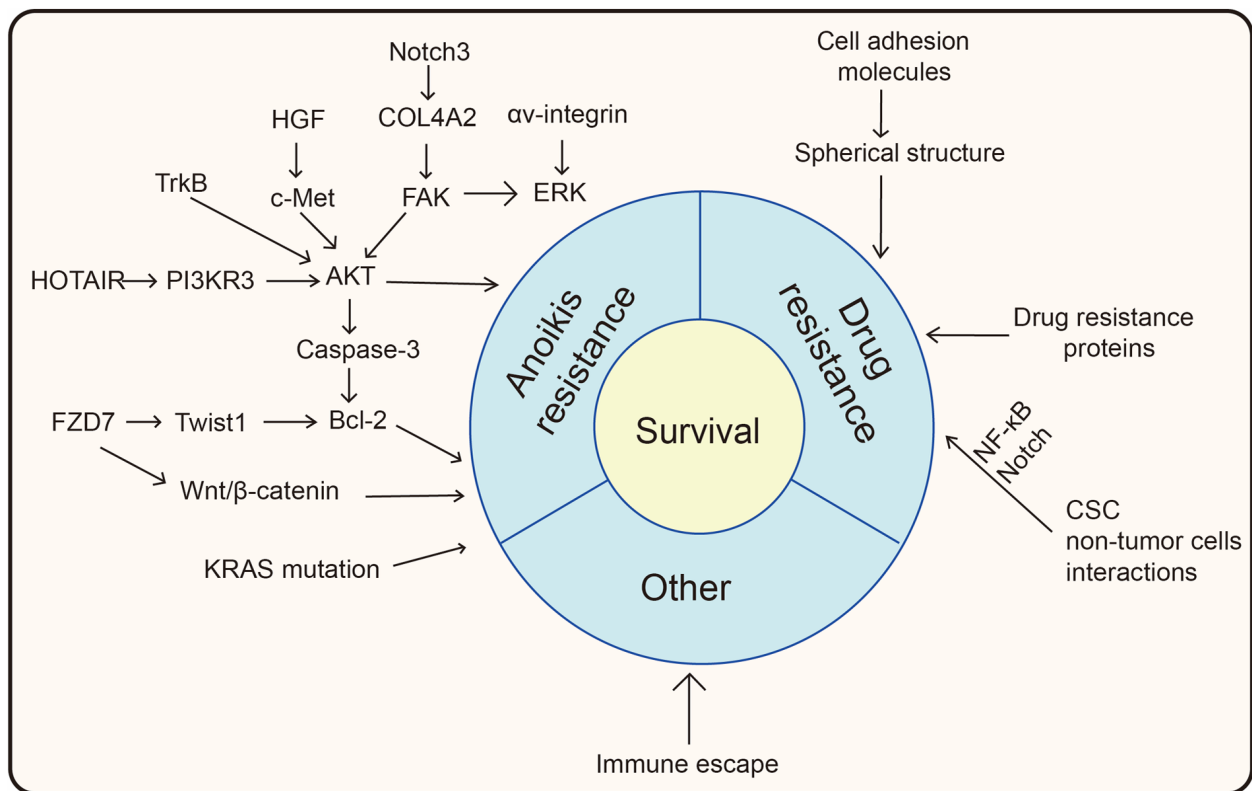 Notch3
COL4A2
αv-integrin
HGF
TrkB
c-Met
FAK
ERK
HOTAIR
PI3KR3
AKT
Caspase-3
FZD7
Twist1
Bcl-2
Wnt/β-catenin
KRAS mutation
Anoikis
resistance
Survival
Drug
resistance
Other
Cell adhesion
molecules
Spherical structure
Drug resistance
proteins
NF-κB
Notch
CSC
non-tumor cells
interactions
Immune escape